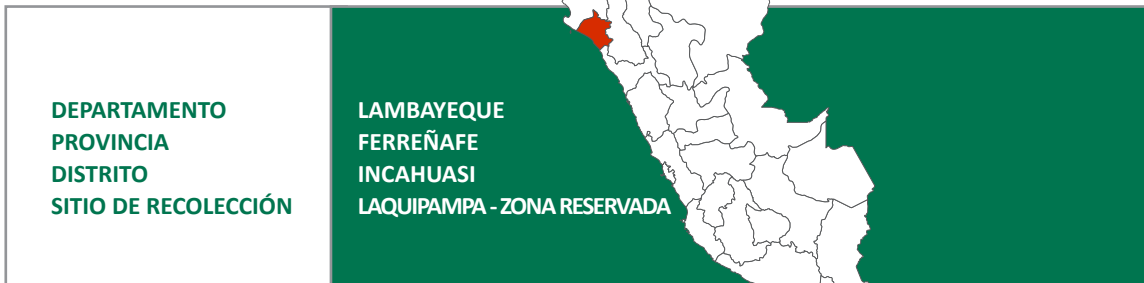 DEPARTAMENTO LAMBAYEQUE
PROVINCIA FERREÑAFE
DISTRITO INCAHUASI
SITIO DE RECOLECCIÓN LAQUIPAMPA - ZONA RESERVADA